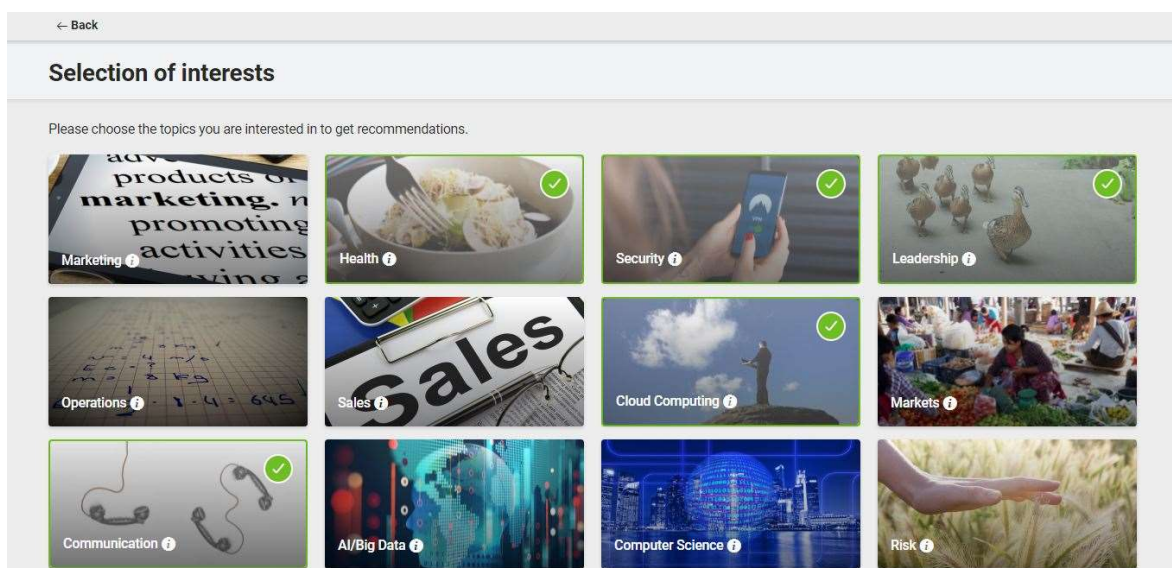 ← Back
Selection of interests
Please choose the topics you are interested in to get recommendations.
products or
marketing.
promoting
activities
Marketing i
Health i
Security i
Leadership i
Operations i
Sales
Sales i
Cloud Computing i
Markets i
Communication i
AI/Big Data i
Computer Science i
Risk i